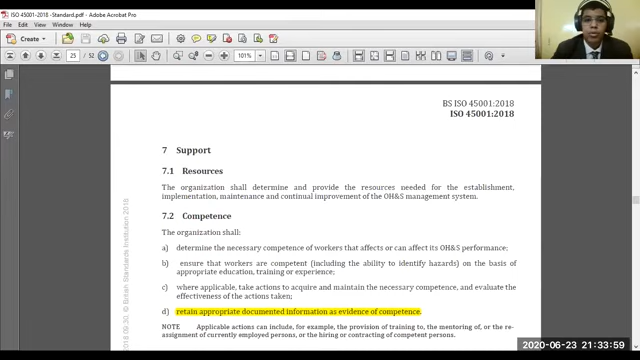 ISO 45001-2018 -Standard.pdf - Adobe Acrobat Pro
File Edit View Window Help
Create
25 / 52 101%
BS ISO 45001:2018
ISO 45001:2018
7 Support
7.1 Resources
The organization shall determine and provide the resources needed for the establishment,
implementation, maintenance and continual improvement of the OH&S management system.
7.2 Competence
The organization shall:
a) determine the necessary competence of workers that affects or can affect its OH&S performance;
b) ensure that workers are competent (including the ability to identify hazards) on the basis of
appropriate education, training or experience;
c) where applicable, take actions to acquire and maintain the necessary competence, and evaluate the
effectiveness of the actions taken;
d) retain appropriate documented information as evidence of competence.
NOTE Applicable actions can include, for example, the provision of training to, the mentoring of, or the re-
assignment of currently employed persons, or the hiring or contracting of competent persons.
2018 09:30, © British Standards Institution 2018
2020-06-23 21:33:59